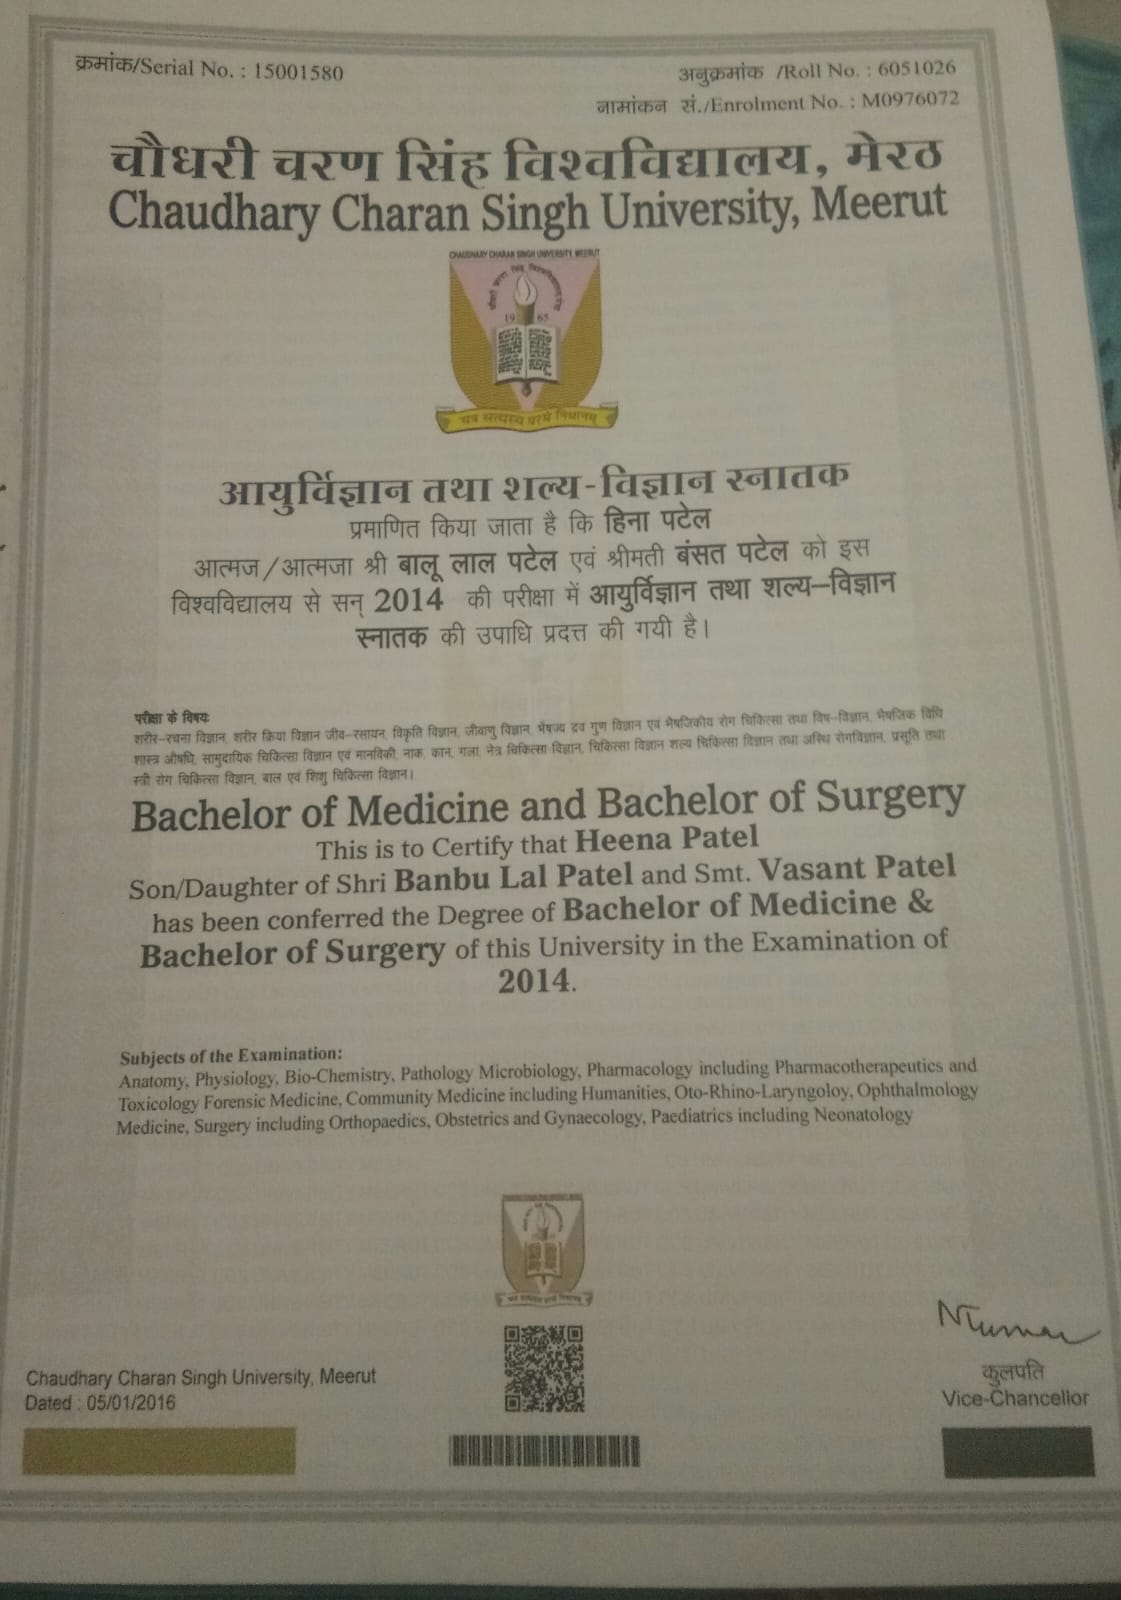 क्रमांक/Serial No. : 15001580
अनुक्रमांक /Roll No. : 6051026
नामांकन सं./Enrolment No. : M0976072
चौधरी चरण सिंह विश्वविद्यालय, मेरठ
Chaudhary Charan Singh University, Meerut
CHAUDHARY CHARAN SINGH UNIVERSITY, MEERUT
19 65
आयुर्विज्ञान तथा शल्य-विज्ञान स्नातक
प्रमाणित किया जाता है कि हिना पटेल
आत्मज/आत्मजा श्री बालू लाल पटेल एवं श्रीमती बंसत पटेल को इस
विश्वविद्यालय से सन् 2014 की परीक्षा में आयुर्विज्ञान तथा शल्य–विज्ञान
स्नातक की उपाधि प्रदत्त की गयी है।
परीक्षा के विषयः
शरीर–रचना विज्ञान, शरीर क्रिया विज्ञान जीव–रसायन, विकृति विज्ञान, जीवाणु विज्ञान, भैषज्य द्रव गुण विज्ञान एवं भैषजिकीय रोग चिकित्सा तथा विष–विज्ञान, भैषजिक विधि
शास्त्र औषधि, सामुदायिक चिकित्सा विज्ञान एवं मानविकी, नाक, कान, गला, नेत्र चिकित्सा विज्ञान, चिकित्सा विज्ञान शल्य चिकित्सा विज्ञान तथा अस्थि रोगविज्ञान, प्रसूति तथा
स्त्री रोग चिकित्सा विज्ञान, बाल एवं शिशु चिकित्सा विज्ञान।
Bachelor of Medicine and Bachelor of Surgery
This is to Certify that Heena Patel
Son/Daughter of Shri Banbu Lal Patel and Smt. Vasant Patel
has been conferred the Degree of Bachelor of Medicine &
Bachelor of Surgery of this University in the Examination of
2014.
Subjects of the Examination:
Anatomy, Physiology, Bio-Chemistry, Pathology Microbiology, Pharmacology including Pharmacotherapeutics and
Toxicology Forensic Medicine, Community Medicine including Humanities, Oto-Rhino-Laryngoloy, Ophthalmology
Medicine, Surgery including Orthopaedics, Obstetrics and Gynaecology, Paediatrics including Neonatology
NKumar
कुलपति
Vice-Chancellor
Chaudhary Charan Singh University, Meerut
Dated : 05/01/2016